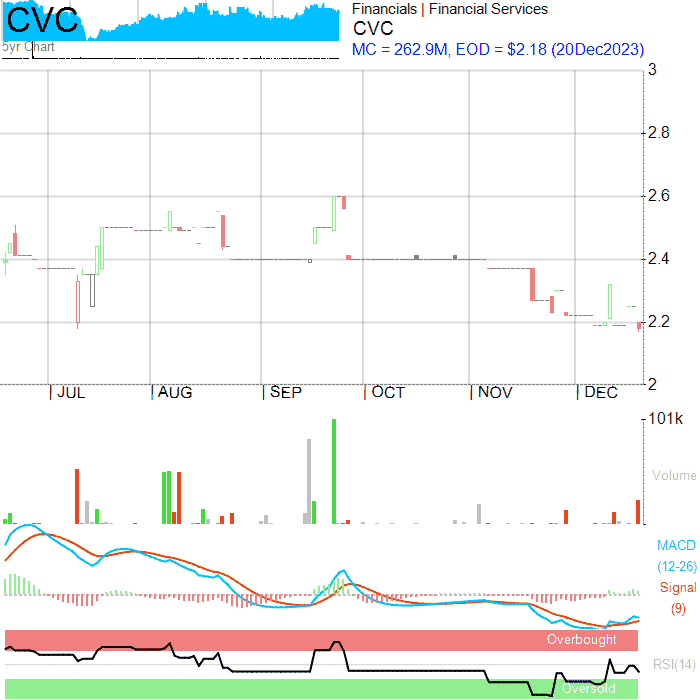 CVC
5yr Chart
Financials | Financial Services
CVC
MC = 262.9M, EOD = $2.18 (20Dec2023)
3
2.8
2.6
2.4
2.2
2
JUL AUG SEP OCT NOV DEC
101k
Volume
MACD
(12-26)
Signal
(9)
Overbought
RSI(14)
Oversold